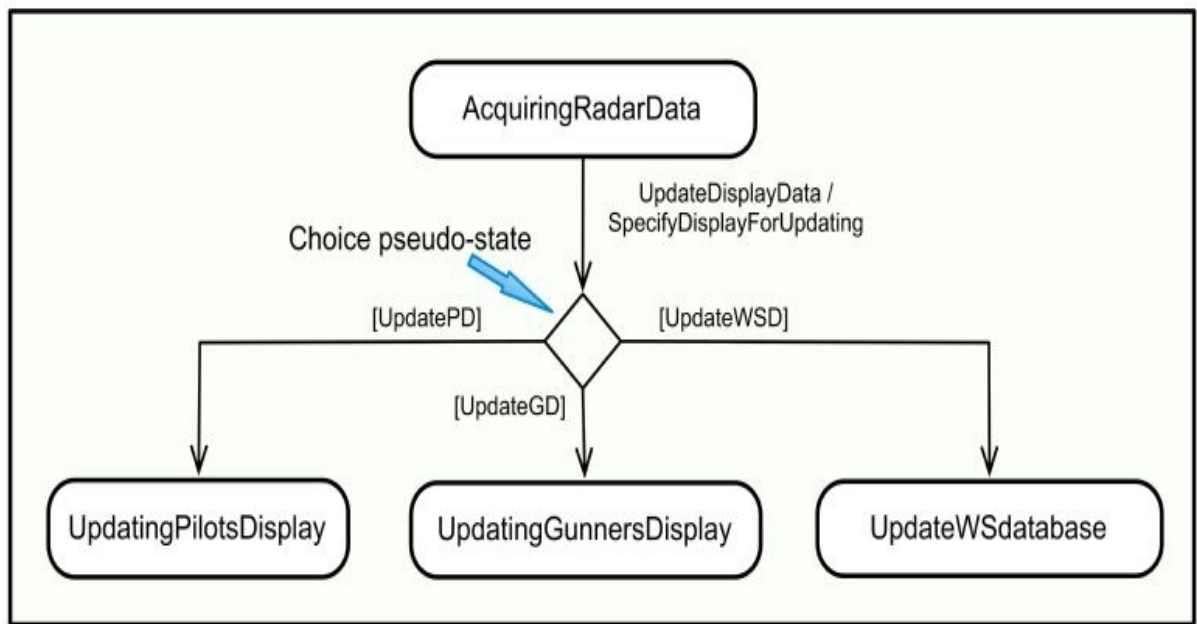 AcquiringRadarData
UpdateDisplayData /
SpecifyDisplayForUpdating
Choice pseudo-state
[UpdatePD]
[UpdateWSD]
[UpdateGD]
UpdatingPilotsDisplay
UpdatingGunnersDisplay
UpdateWSdatabase